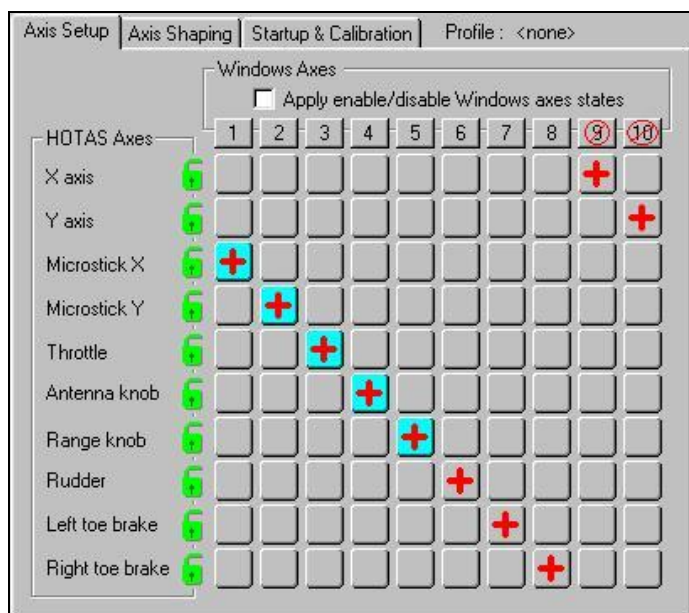 Axis Setup Axis Shaping Startup & Calibration Profile : <none>
Windows Axes
Apply enable/disable Windows axes states
HOTAS Axes 1 2 3 4 5 6 7 8 9 10
X axis
Y axis
Microstick X
Microstick Y
Throttle
Antenna knob
Range knob
Rudder
Left toe brake
Right toe brake